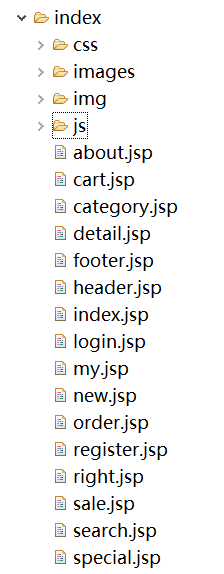 index
css
images
img
js
about.jsp
cart.jsp
category.jsp
detail.jsp
footer.jsp
header.jsp
index.jsp
login.jsp
my.jsp
new.jsp
order.jsp
register.jsp
right.jsp
sale.jsp
search.jsp
special.jsp